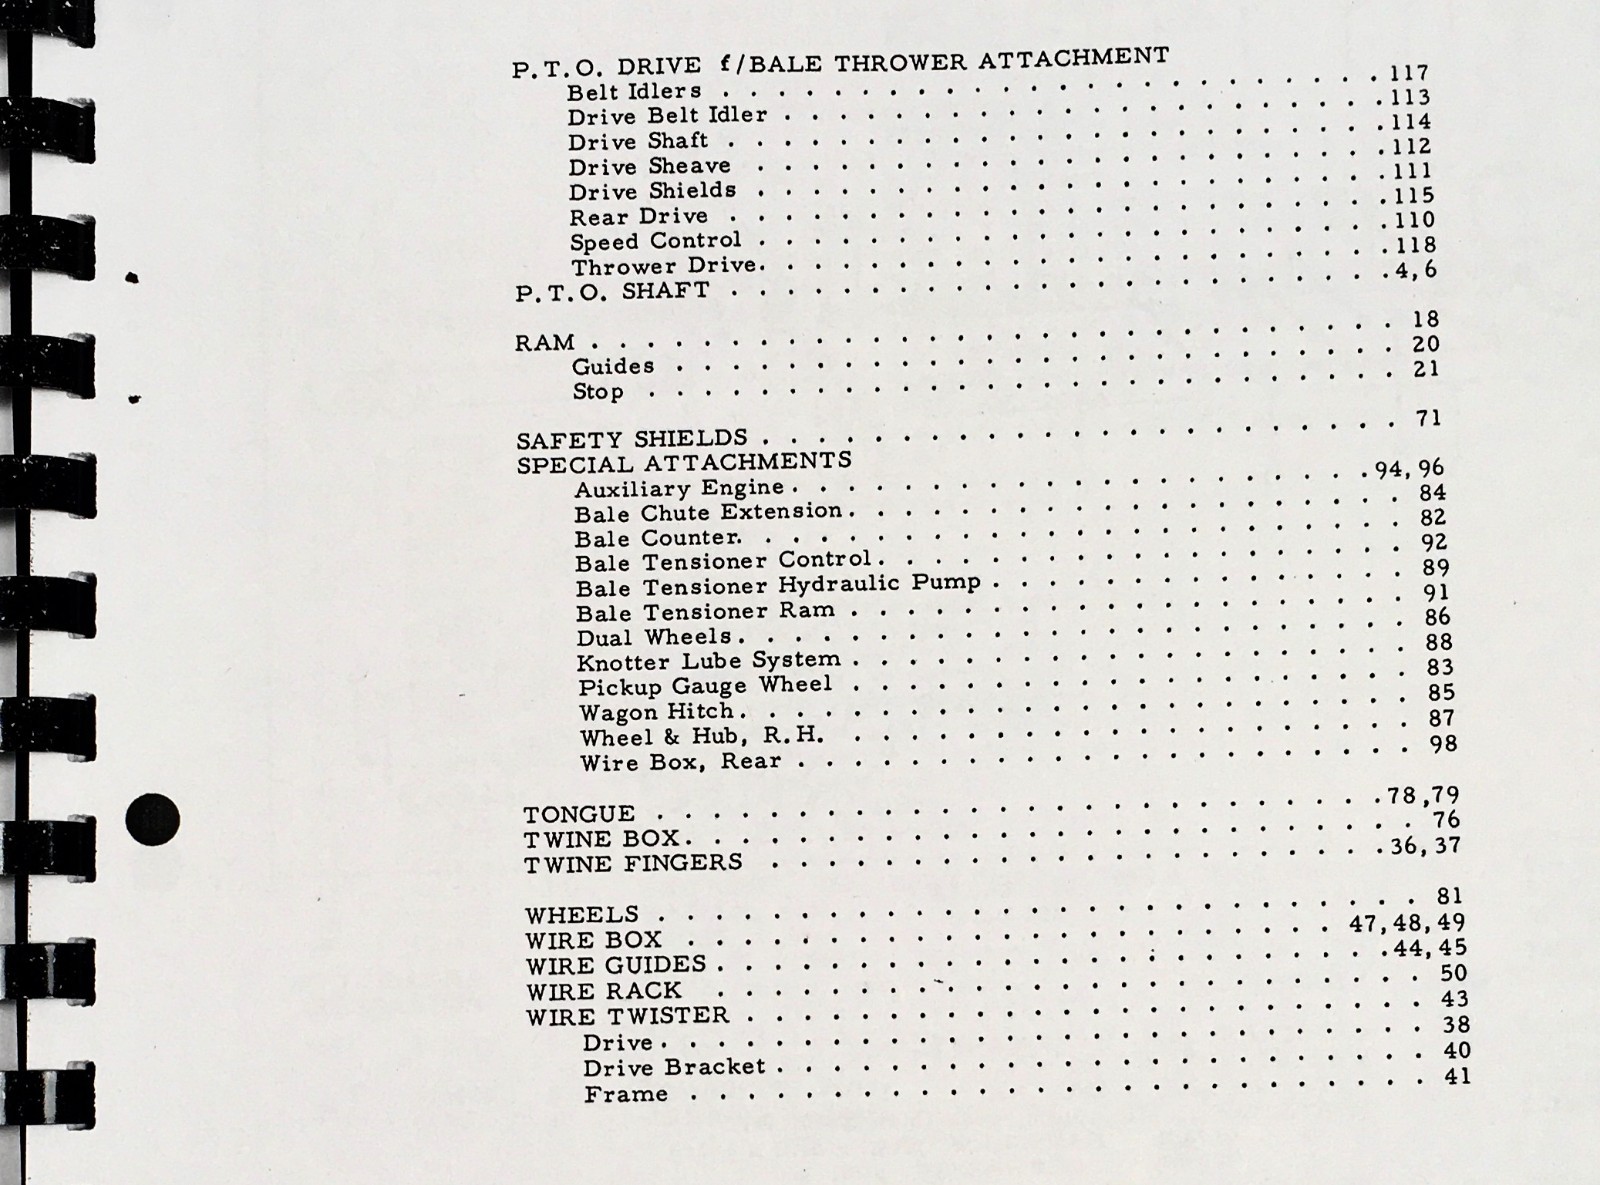 P.T.O. DRIVE f/BALE THROWER ATTACHMENT
Belt Idlers . . . . . . . . . . . . . . . . . . . . . . . . 117
Drive Belt Idler . . . . . . . . . . . . . . . . . . . . . . 113
Drive Shaft . . . . . . . . . . . . . . . . . . . . . . . . 114
Drive Sheave . . . . . . . . . . . . . . . . . . . . . . . 112
Drive Shields . . . . . . . . . . . . . . . . . . . . . . . 111
Rear Drive . . . . . . . . . . . . . . . . . . . . . . . . 115
Speed Control . . . . . . . . . . . . . . . . . . . . . . . 110
Thrower Drive. . . . . . . . . . . . . . . . . . . . . . . 118
P.T.O. SHAFT . . . . . . . . . . . . . . . . . . . . . . . . 4,6
RAM . . . . . . . . . . . . . . . . . . . . . . . . . . . . . 18
Guides . . . . . . . . . . . . . . . . . . . . . . . . . . 20
Stop . . . . . . . . . . . . . . . . . . . . . . . . . . . 21
SAFETY SHIELDS . . . . . . . . . . . . . . . . . . . . . . . 71
SPECIAL ATTACHMENTS
Auxiliary Engine . . . . . . . . . . . . . . . . . . . . . 94,96
Bale Chute Extension . . . . . . . . . . . . . . . . . . . . 84
Bale Counter. . . . . . . . . . . . . . . . . . . . . . . . 82
Bale Tensioner Control . . . . . . . . . . . . . . . . . . . 92
Bale Tensioner Hydraulic Pump . . . . . . . . . . . . . . . 89
Bale Tensioner Ram . . . . . . . . . . . . . . . . . . . . 91
Dual Wheels . . . . . . . . . . . . . . . . . . . . . . . . 86
Knotter Lube System . . . . . . . . . . . . . . . . . . . . 88
Pickup Gauge Wheel . . . . . . . . . . . . . . . . . . . . 83
Wagon Hitch . . . . . . . . . . . . . . . . . . . . . . . . 85
Wheel & Hub, R.H. . . . . . . . . . . . . . . . . . . . . . 87
Wire Box, Rear . . . . . . . . . . . . . . . . . . . . . . 98
TONGUE . . . . . . . . . . . . . . . . . . . . . . . . . . 78,79
TWINE BOX . . . . . . . . . . . . . . . . . . . . . . . . . . 76
TWINE FINGERS . . . . . . . . . . . . . . . . . . . . . . 36,37
WHEELS . . . . . . . . . . . . . . . . . . . . . . . . . . . . 81
WIRE BOX . . . . . . . . . . . . . . . . . . . . . . . . 47,48,49
WIRE GUIDES . . . . . . . . . . . . . . . . . . . . . . . . 44,45
WIRE RACK . . . . . . . . . . . . . . . . . . . . . . . . . . 50
WIRE TWISTER . . . . . . . . . . . . . . . . . . . . . . . . . 43
Drive . . . . . . . . . . . . . . . . . . . . . . . . . . . . 38
Drive Bracket . . . . . . . . . . . . . . . . . . . . . . . . 40
Frame . . . . . . . . . . . . . . . . . . . . . . . . . . . 41